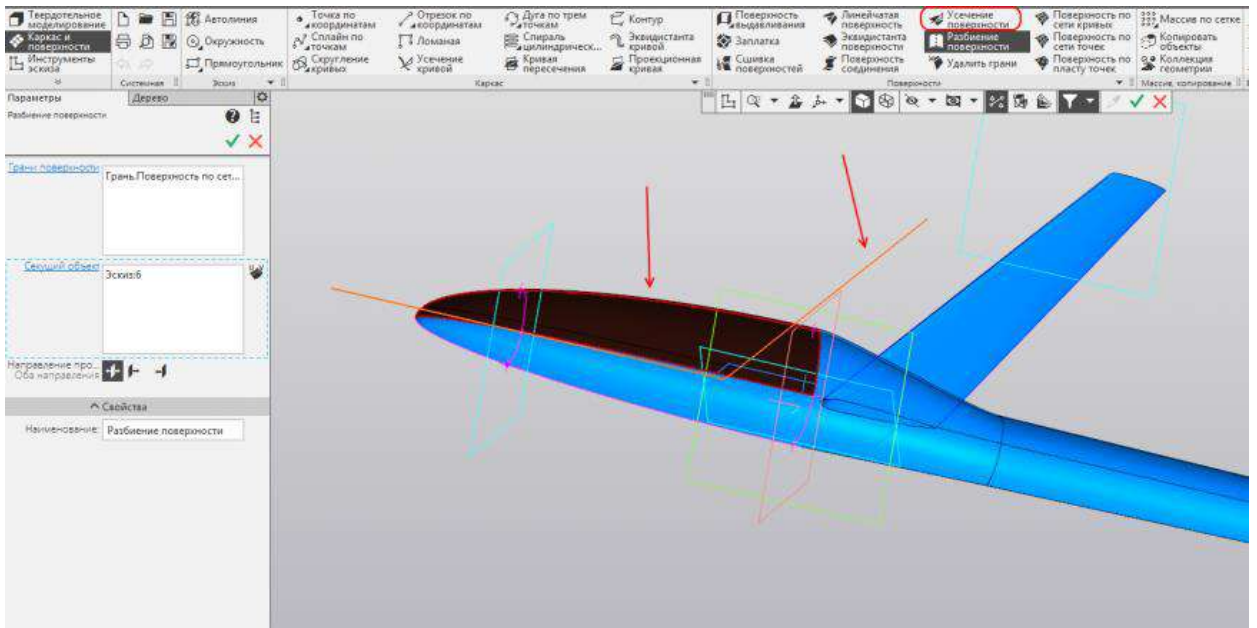 Твердотельное моделирование
Каркас и поверхности
Инструменты эскиза
Системная
Автолиния
Окружность
Прямоугольник
Эскиз
Точка по координатам
Сплайн по точкам
Скругление кривых
Отрезок по координатам
Ломаная
Усечение кривой
Дуга по трем точкам
Спираль цилиндрическ...
Кривая пересечения
Контур
Эквидистанта кривой
Проекционная кривая
Каркас
Поверхность выдавливания
Заплатка
Сшивка поверхностей
Линейчатая поверхность
Эквидистанта поверхности
Поверхность соединения
Усечение поверхности
Разбиение поверхности
Удалить грани
Поверхность по сети кривых
Поверхность по сети точек
Поверхность по пласту точек
Поверхности
Массив по сетке
Копировать объекты
Коллекция геометрии
Массив, копирование
Параметры
Дерево
Разбиение поверхности
Грани поверхности
Грань.Поверхность по сет...
Секущий объект
Эскиз:6
Направление про...
Оба направления
Свойства
Наименование:
Разбиение поверхности